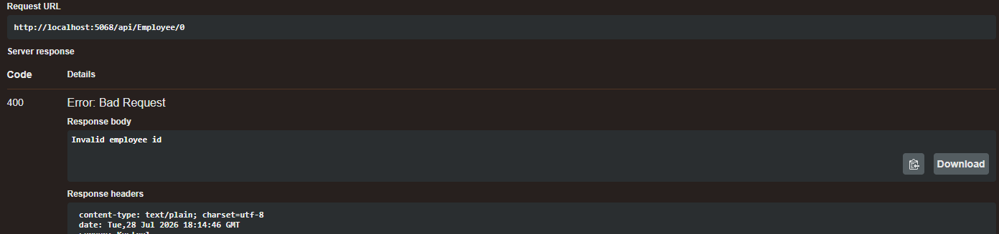 Request URL
http://localhost:5068/api/Employee/0
Server response
Code Details
400 Error: Bad Request
Response body
Invalid employee id
Download
Response headers
content-type: text/plain; charset=utf-8
date: Tue,28 Jul 2026 18:14:46 GMT